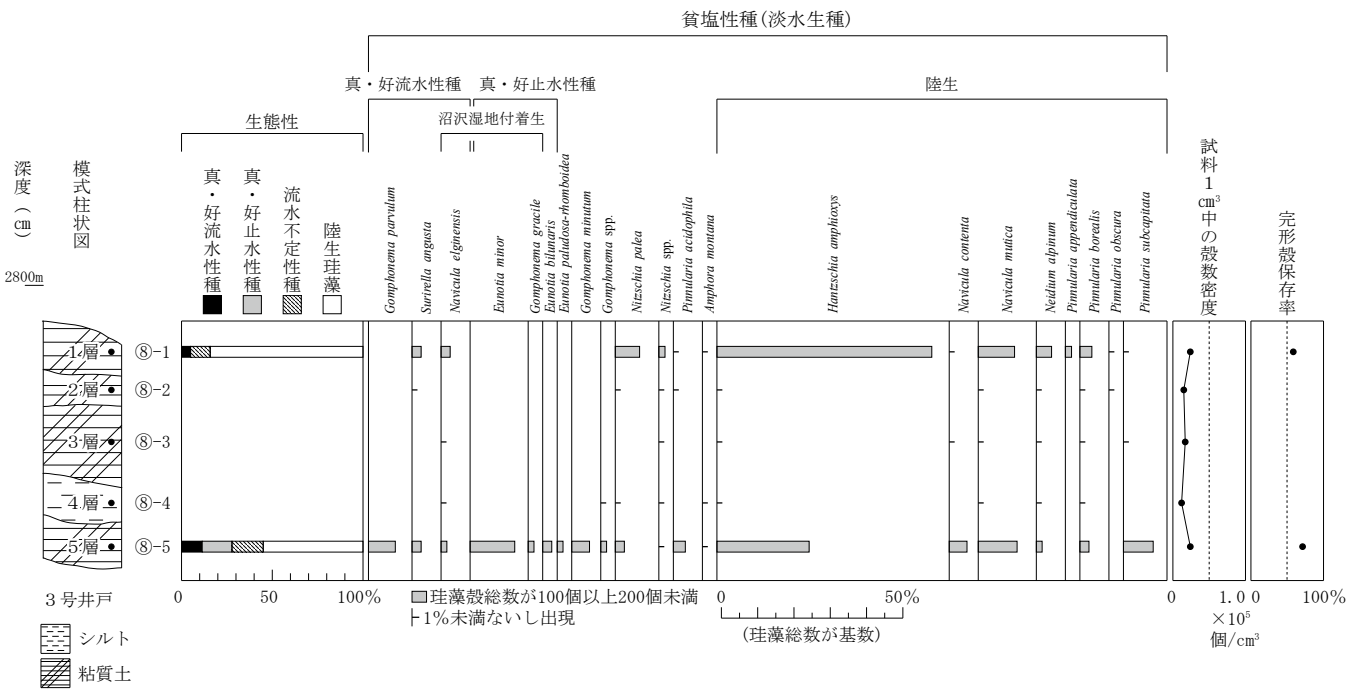 貧塩性種(淡水生種)
真・好流水性種
真・好止水性種
陸生
生態性
沼沢湿地付着生
深度(㎝)
模式柱状図
真・好流水性種
真・好止水性種
流水不定性種
陸生珪藻
Gomphonema parvulum
Surirella angusta
Navicula elginensis
Eunotia minor
Gomphonema gracile
Eunotia bilunaris
Eunotia paludosa-rhomboidea
Gomphonema minutum
Gomphonema spp.
Nitzschia palea
Nitzschia spp.
Pinnularia acidophila
Amphora montana
Hantzschia amphioxys
Navicula contenta
Navicula mutica
Neidium alpinum
Pinnularia appendiculata
Pinnularia borealis
Pinnularia obscura
Pinnularia subcapitata
試料1㎝³中の殻数密度
完形殻保存率
2800m
1層 ⑧-1
2層 ⑧-2
3層 ⑧-3
4層 ⑧-4
5層 ⑧-5
3号井戸
0 50 100%
珪藻殻総数が100個以上200個未満
1%未満ないし出現
0 50%
(珪藻総数が基数)
0 1.0
×10⁵
個/㎝³
0 100%
シルト
粘質土